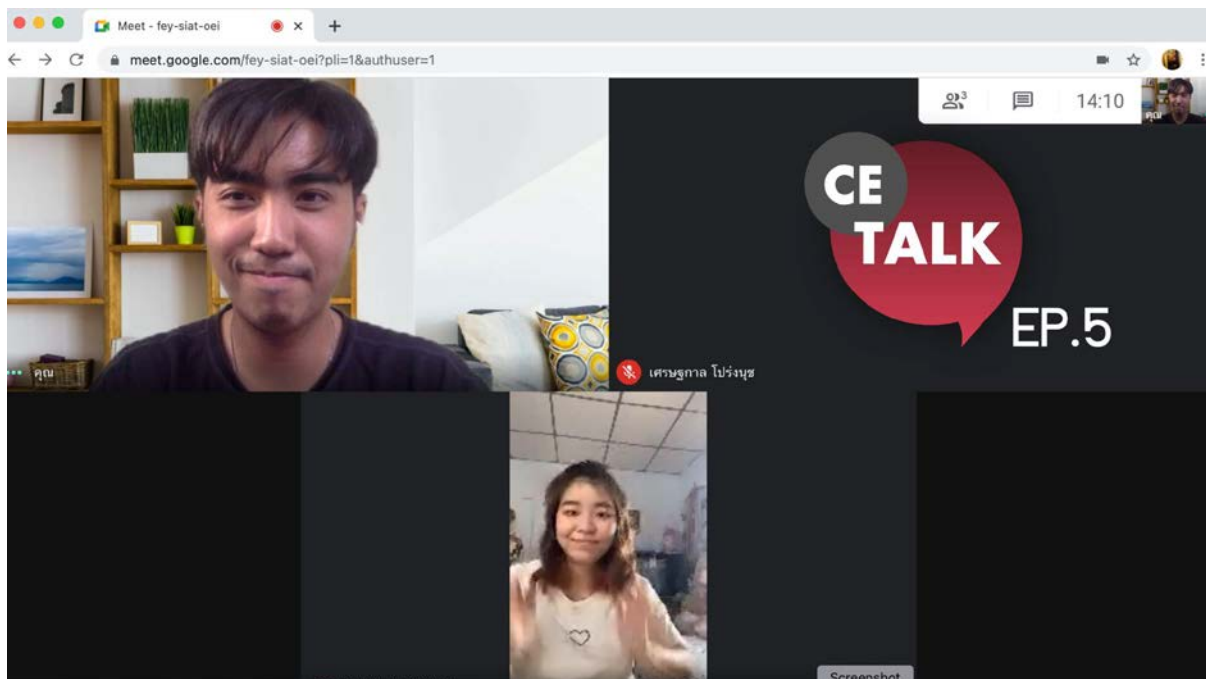 Meet - fey-siat-oei
meet.google.com/fey-siat-oei?pli=1&authuser=1
3
14:10
คุณ
CE
TALK
EP.5
คุณ
เศรษฐกาล โปร่งนุช
Screenshot